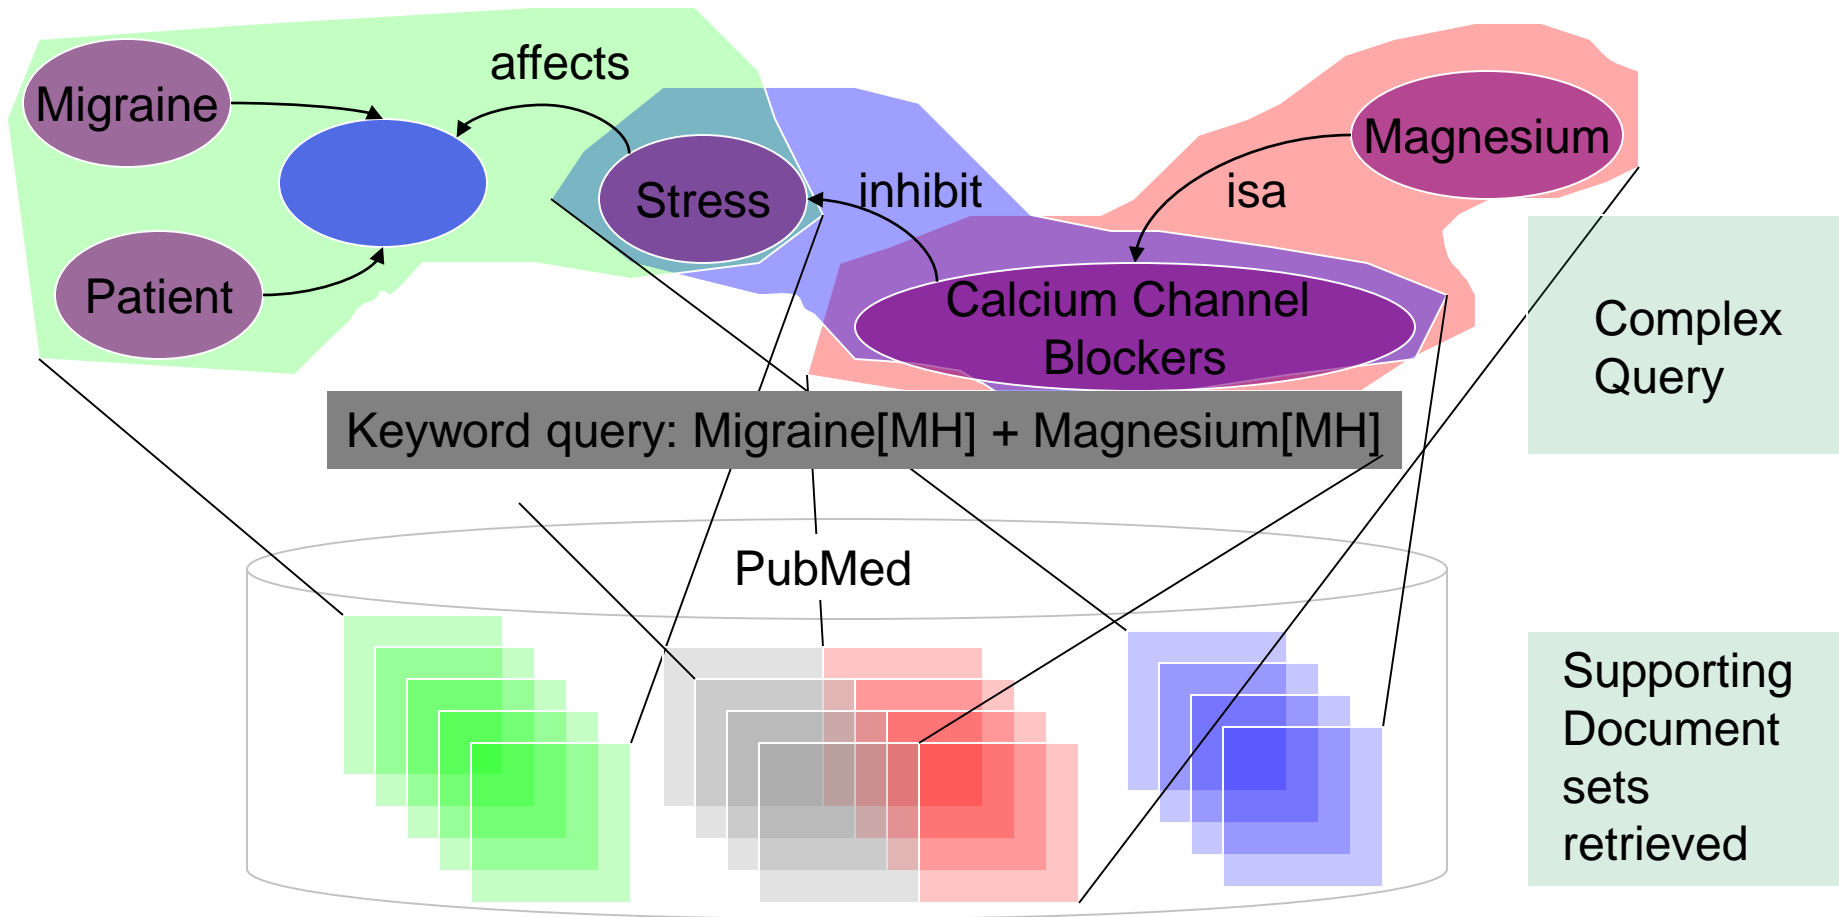 affects
Migraine
Magnesium
Stress
inhibit
isa
Patient
Calcium Channel
Blockers
Complex
Query
Keyword query: Migraine[MH] + Magnesium[MH]
PubMed
Supporting
Document
sets
retrieved